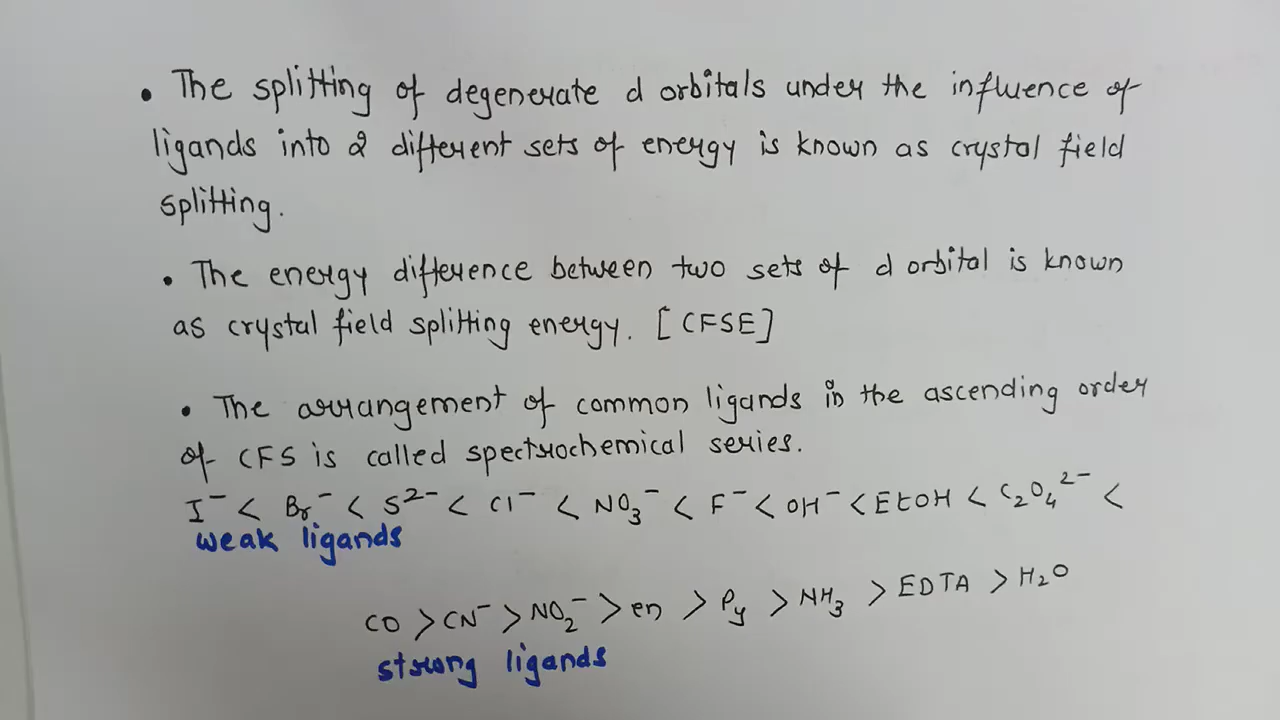 • The splitting of degenerate d orbitals under the influence of
ligands into 2 different sets of energy is known as crystal field
splitting.
• The energy difference between two sets of d orbital is known
as crystal field splitting energy. [CFSE]
• The arrangement of common ligands in the ascending order
of CFS is called spectrochemical series.
I⁻ < Br⁻ < S²⁻ < Cl⁻ < NO₃⁻ < F⁻ < OH⁻ < EtOH < C₂O₄²⁻ <
weak ligands
CO > CN⁻ > NO₂⁻ > en > Py > NH₃ > EDTA > H₂O
strong ligands